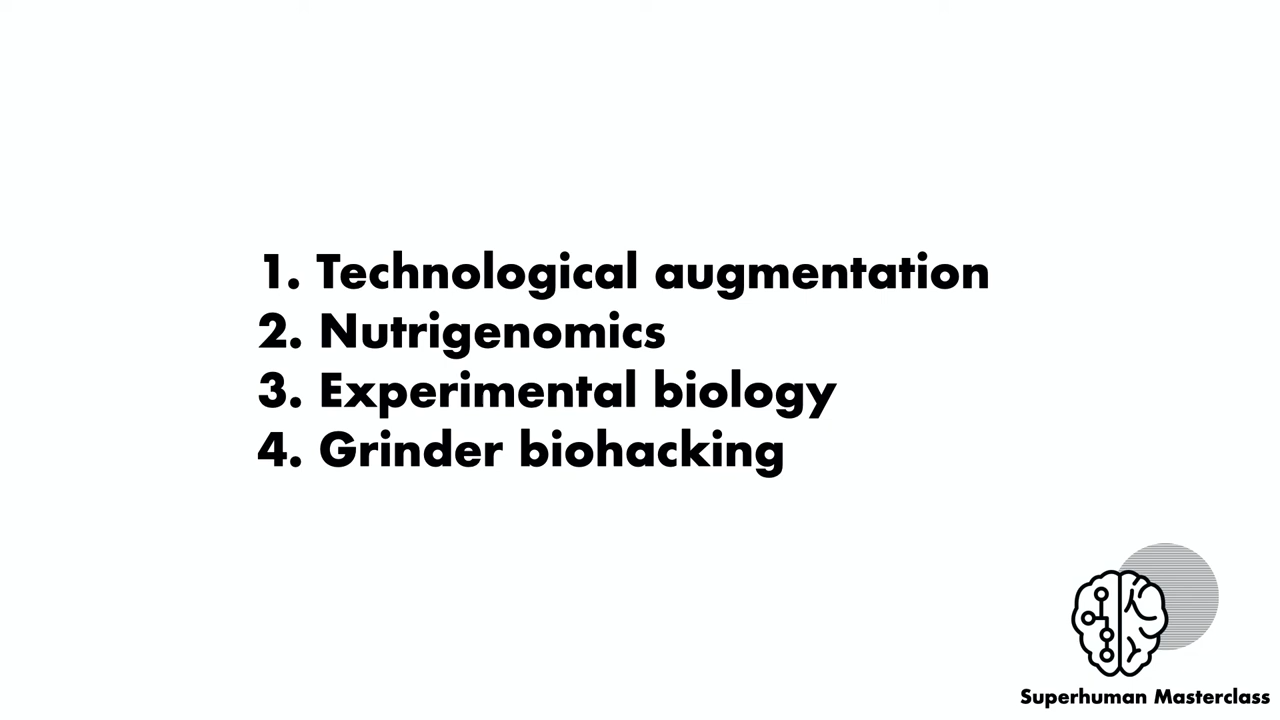 1. Technological augmentation
2. Nutrigenomics
3. Experimental biology
4. Grinder biohacking
Superhuman Masterclass